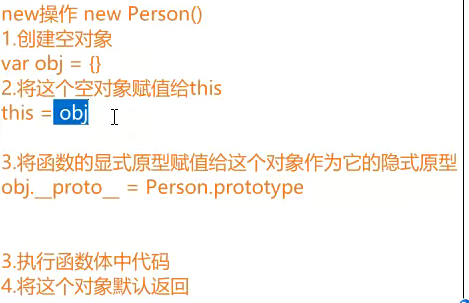 new操作 new Person()
1.创建空对象
var obj = {}
2.将这个空对象赋值给this
this = obj
3.将函数的显式原型赋值给这个对象作为它的隐式原型
obj.__proto__ = Person.prototype
3.执行函数体中代码
4.将这个对象默认返回